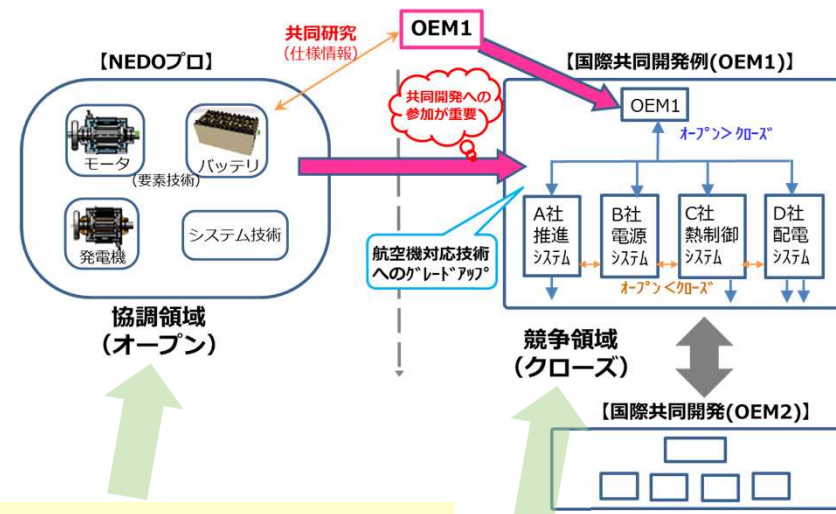 共同研究
(仕様情報)
OEM1
【NEDOプロ】
モータ
バッテリ
(要素技術)
発電機
システム技術
協調領域
(オープン)
共同開発への
参加が重要
航空機対応技術
へのグレードアップ
【国際共同開発例(OEM1)】
OEM1
オープン>クローズ
A社
推進
システム
B社
電源
システム
C社
熱制御
システム
D社
配電
システム
オープン<クローズ
競争領域
(クローズ)
【国際共同開発(OEM2)】